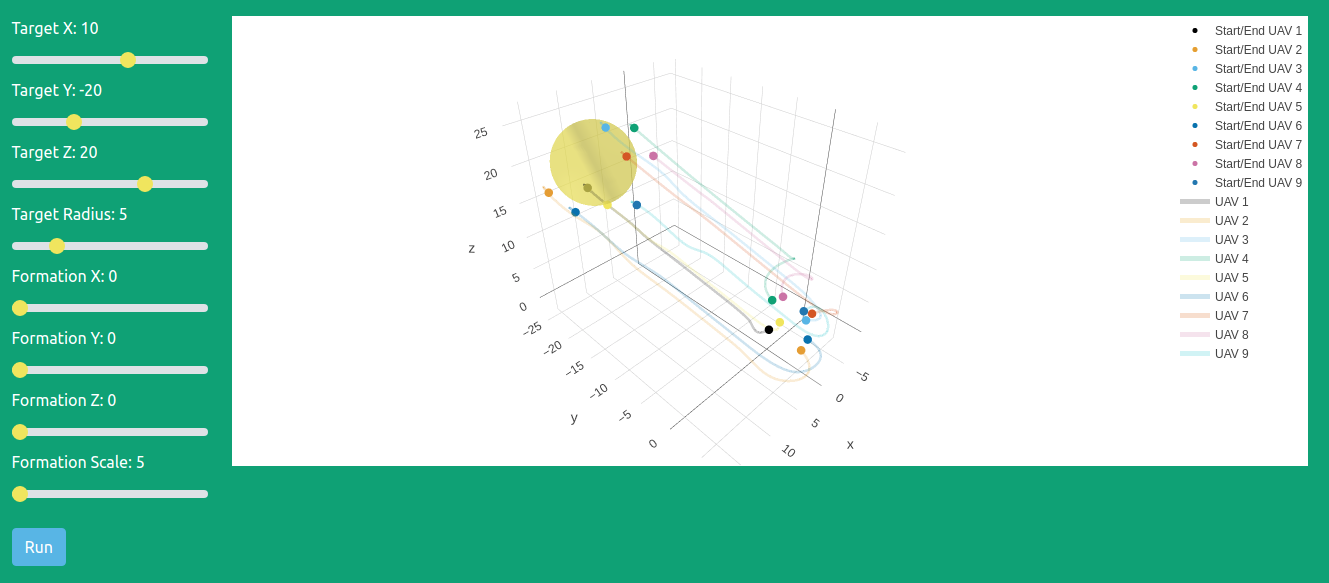 Target X: 10
Target Y: -20
Target Z: 20
Target Radius: 5
Formation X: 0
Formation Y: 0
Formation Z: 0
Formation Scale: 5
Run
25
20
15
10
5
0
z
−25
−20
−15
−10
−5
0
y
10
5
0
−5
x
Start/End UAV 1
Start/End UAV 2
Start/End UAV 3
Start/End UAV 4
Start/End UAV 5
Start/End UAV 6
Start/End UAV 7
Start/End UAV 8
Start/End UAV 9
UAV 1
UAV 2
UAV 3
UAV 4
UAV 5
UAV 6
UAV 7
UAV 8
UAV 9